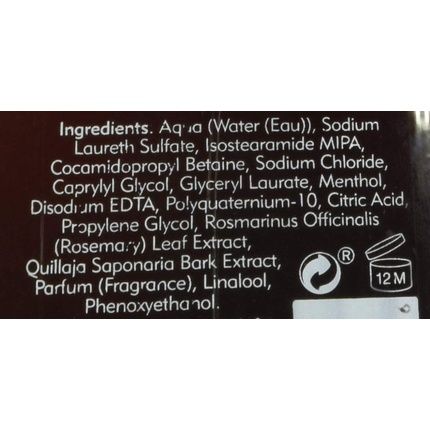 Ingredients. Aqua (Water (Eau)), Sodium
Laureth Sulfate, Isostearamide MIPA,
Cocamidopropyl Betaine, Sodium Chloride,
Caprylyl Glycol, Glyceryl Laurate, Menthol,
Disodium EDTA, Polyquaternium-10, Citric Acid,
Propylene Glycol, Rosmarinus Officinalis
(Rosemary) Leaf Extract,
Quillaja Saponaria Bark Extract,
Parfum (Fragrance), Linalool,
Phenoxyethanol.
®
12 M